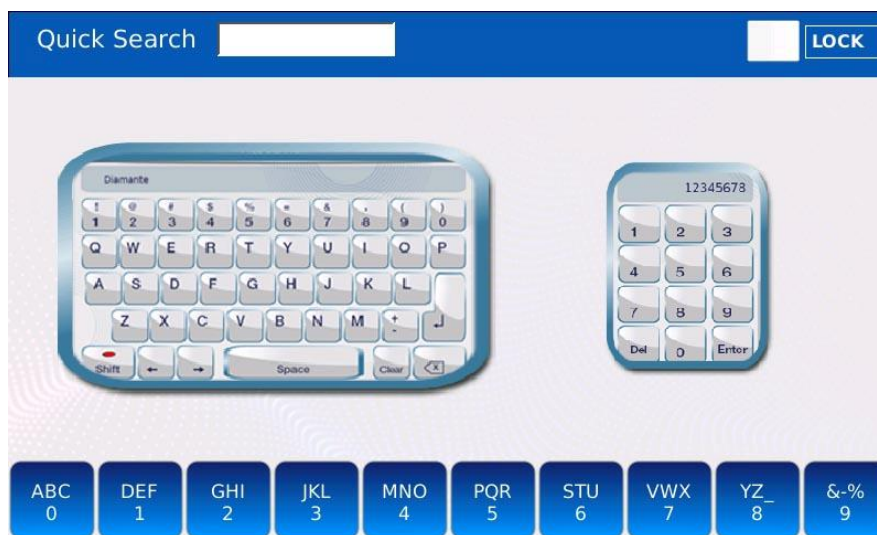 Quick Search
LOCK
Diamante
12345678
! @ # $ % = & . ( )
1 2 3 4 5 6 7 8 9 0
Q W E R T Y U I O P
A S D F G H J K L
Z X C V B N M + -
Shift ← → Space Clear X
1 2 3
4 5 6
7 8 9
Del 0 Enter
ABC DEF GHI JKL MNO PQR STU VWX YZ_ &-%
0 1 2 3 4 5 6 7 8 9